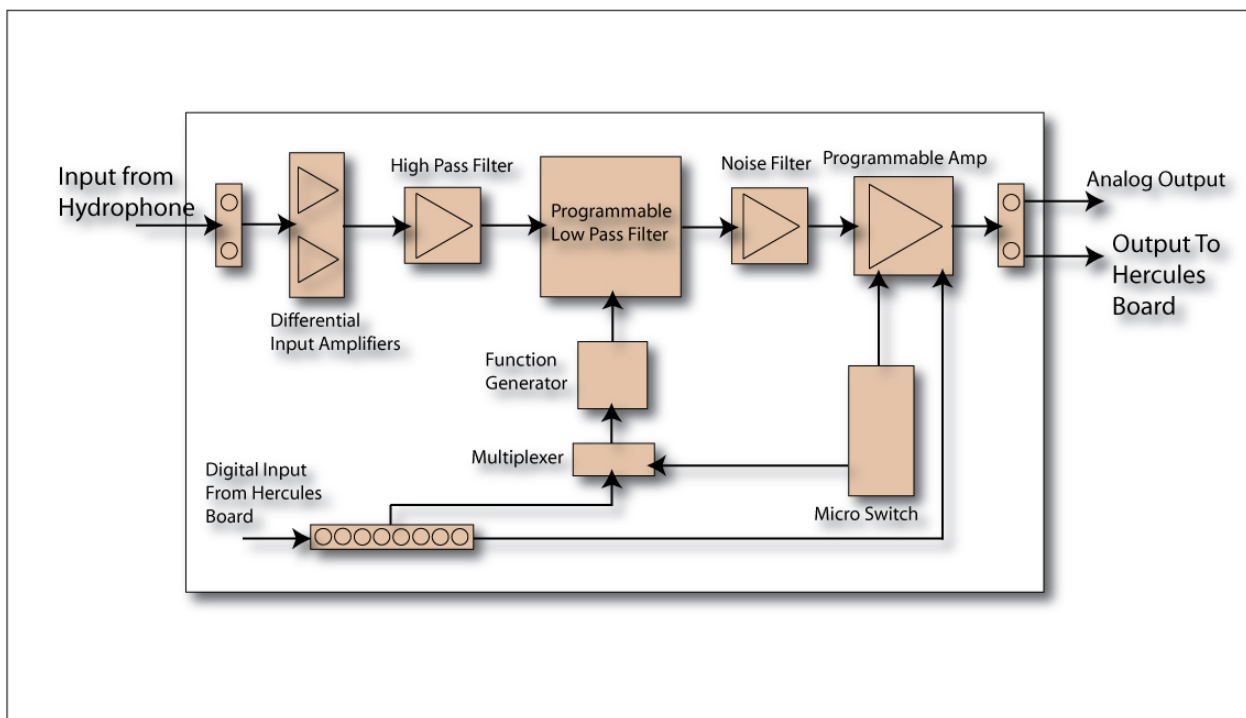 Input from
Hydrophone
High Pass Filter
Noise Filter
Programmable Amp
Analog Output
Programmable
Low Pass Filter
Output To
Hercules
Board
Differential
Input Amplifiers
Function
Generator
Multiplexer
Digital Input
From Hercules
Board
Micro Switch